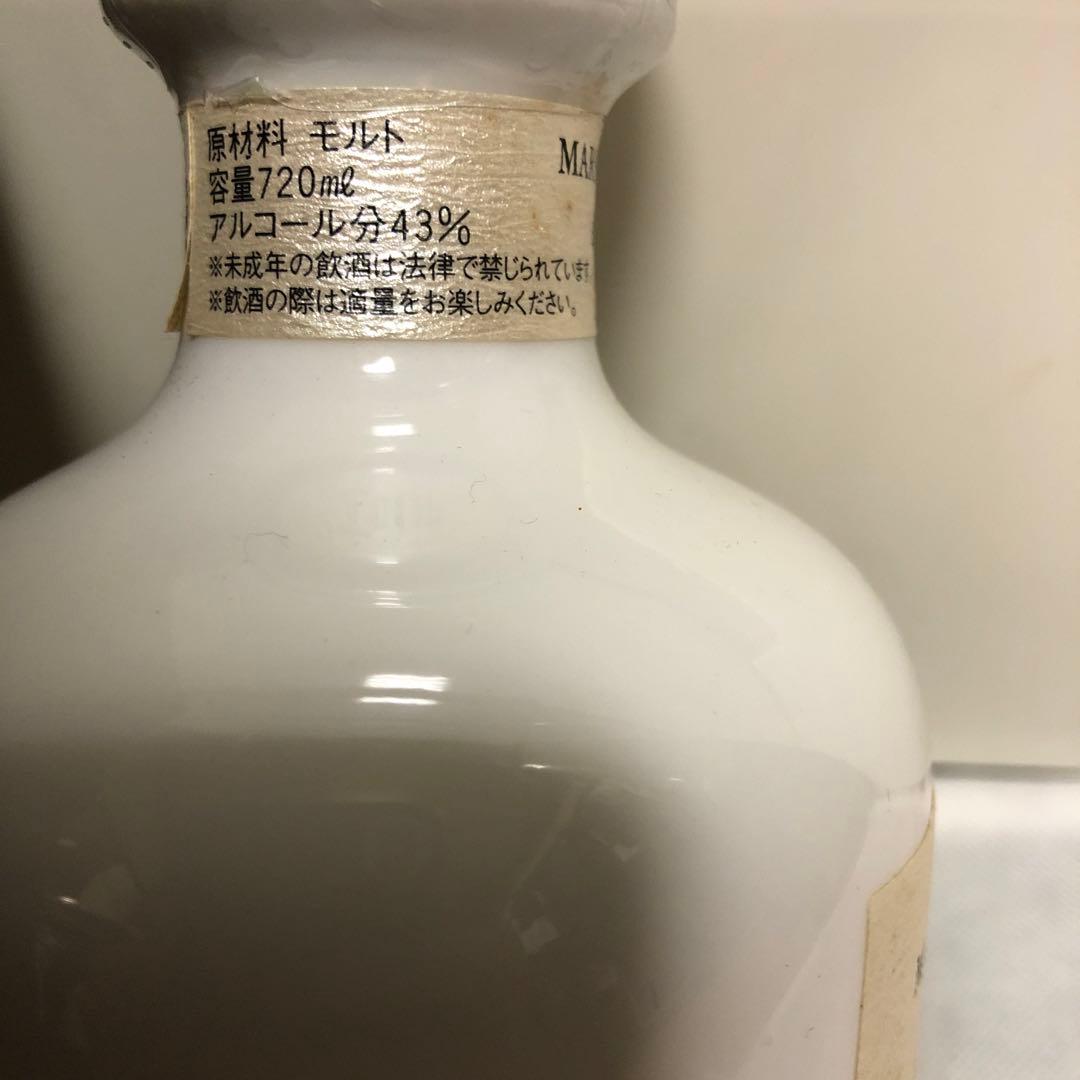 原材料 モルト
容量720㎖
アルコール分43%
※未成年の飲酒は法律で禁じられています
※飲酒の際は適量をお楽しみください。